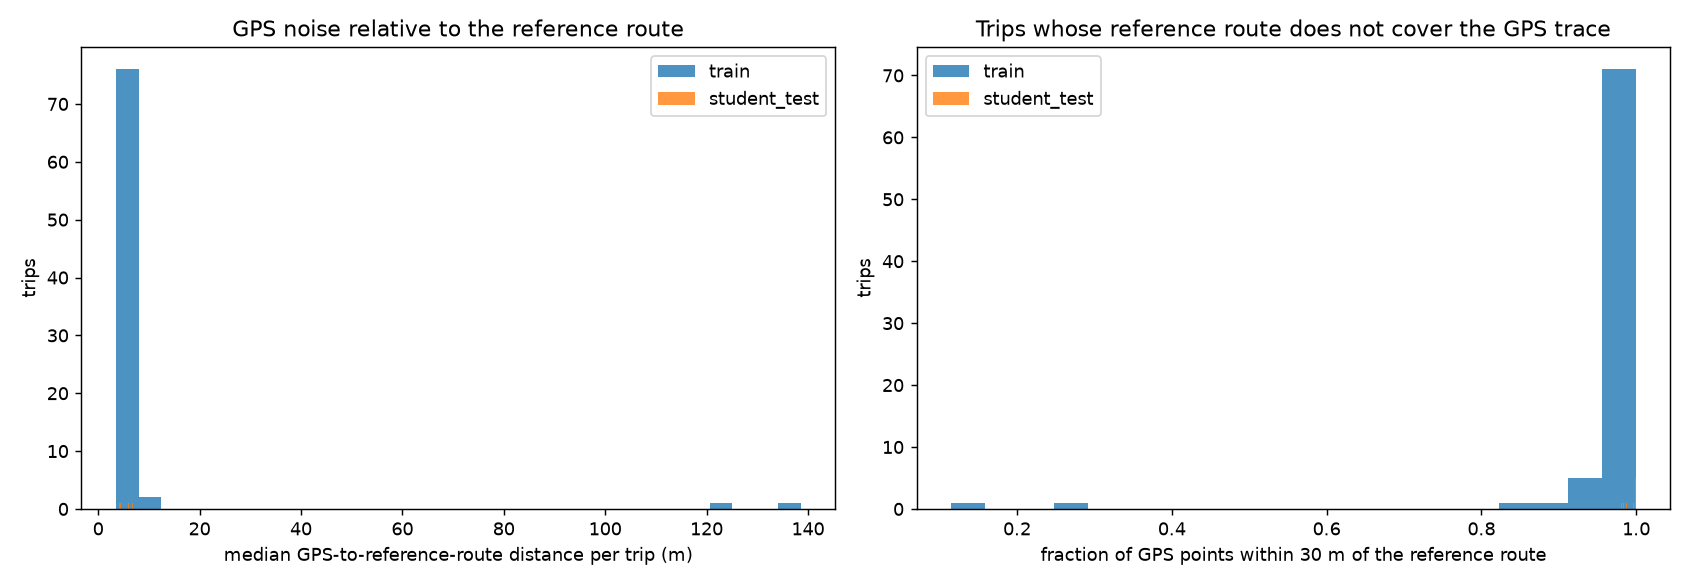 GPS noise relative to the reference route
train
student_test
trips
70
60
50
40
30
20
10
0
0 20 40 60 80 100 120 140
median GPS-to-reference-route distance per trip (m)
Trips whose reference route does not cover the GPS trace
train
student_test
trips
70
60
50
40
30
20
10
0
0.2 0.4 0.6 0.8 1.0
fraction of GPS points within 30 m of the reference route